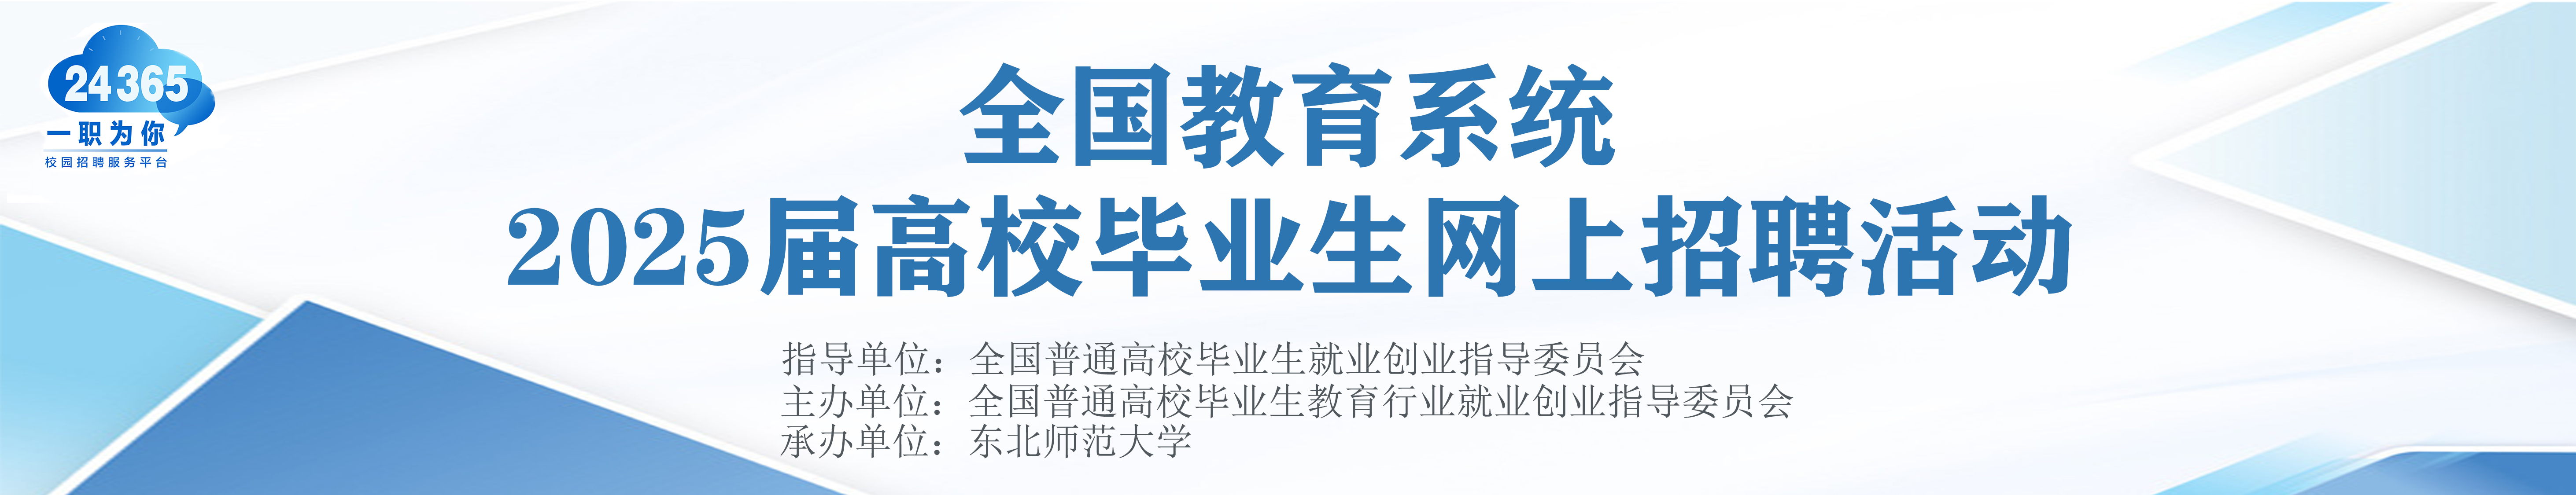 24365
一职为你
校园招聘服务平台
全国教育系统
2025届高校毕业生网上招聘活动
指导单位：全国普通高校毕业生就业创业指导委员会
主办单位：全国普通高校毕业生教育行业就业创业指导委员会
承办单位：东北师范大学